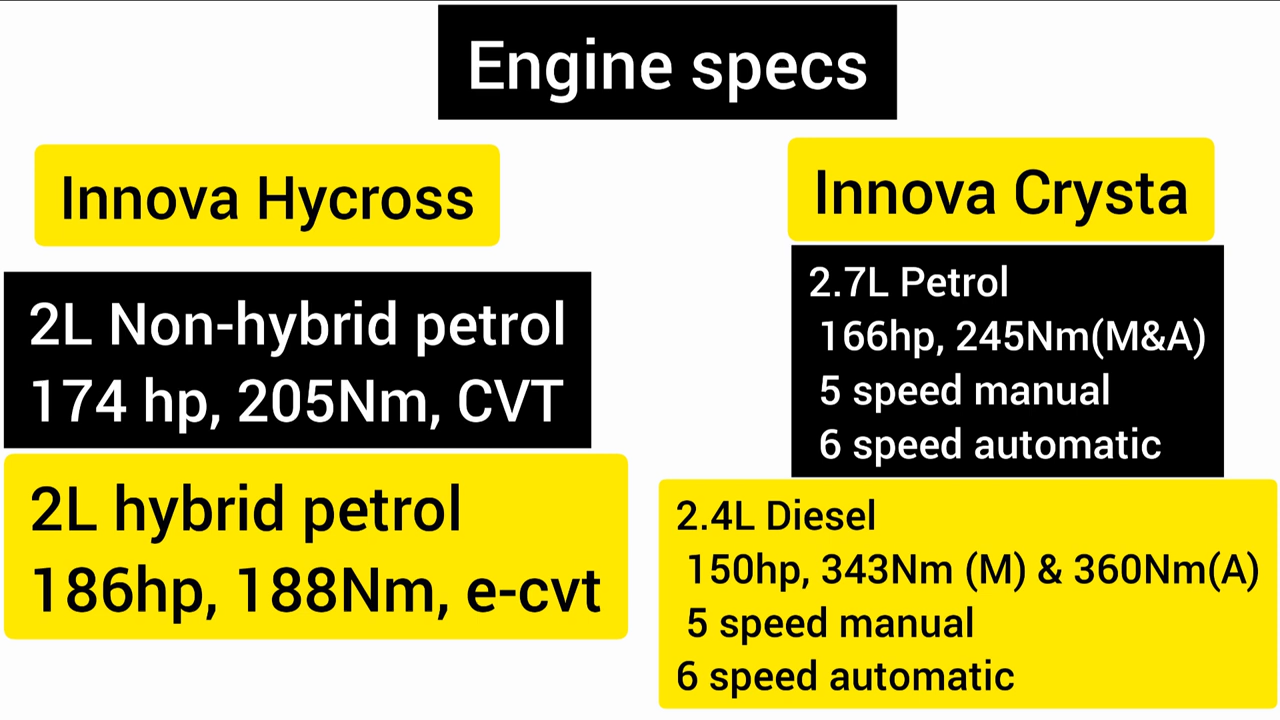 Engine specs
Innova Hycross
2L Non-hybrid petrol
174 hp, 205Nm, CVT
2L hybrid petrol
186hp, 188Nm, e-cvt
Innova Crysta
2.7L Petrol
166hp, 245Nm(M&A)
5 speed manual
6 speed automatic
2.4L Diesel
150hp, 343Nm (M) & 360Nm(A)
5 speed manual
6 speed automatic